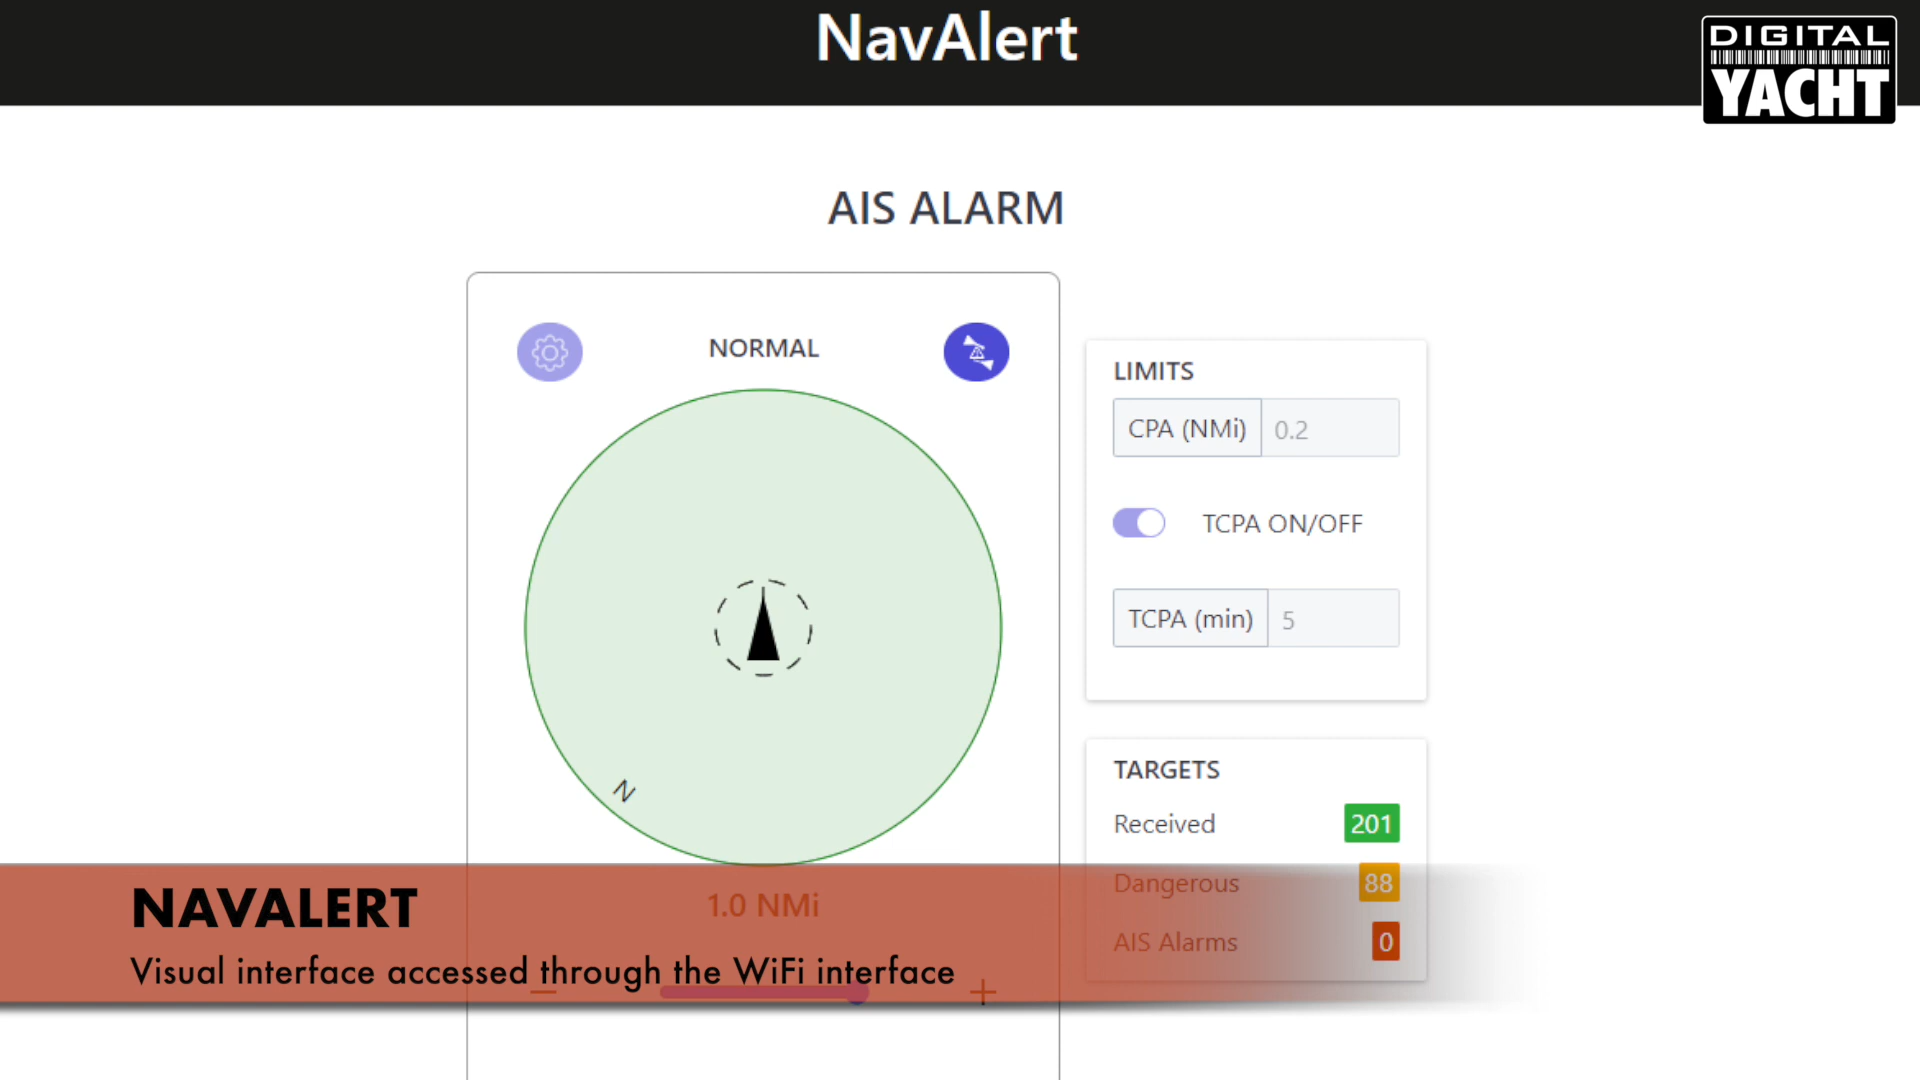 NavAlert
DIGITAL
YACHT
AIS ALARM
NORMAL
N
1.0 NMi
LIMITS
CPA (NMi) 0.2
TCPA ON/OFF
TCPA (min) 5
TARGETS
Received 201
Dangerous 88
AIS Alarms 0
NAVALERT
Visual interface accessed through the WiFi interface
− +